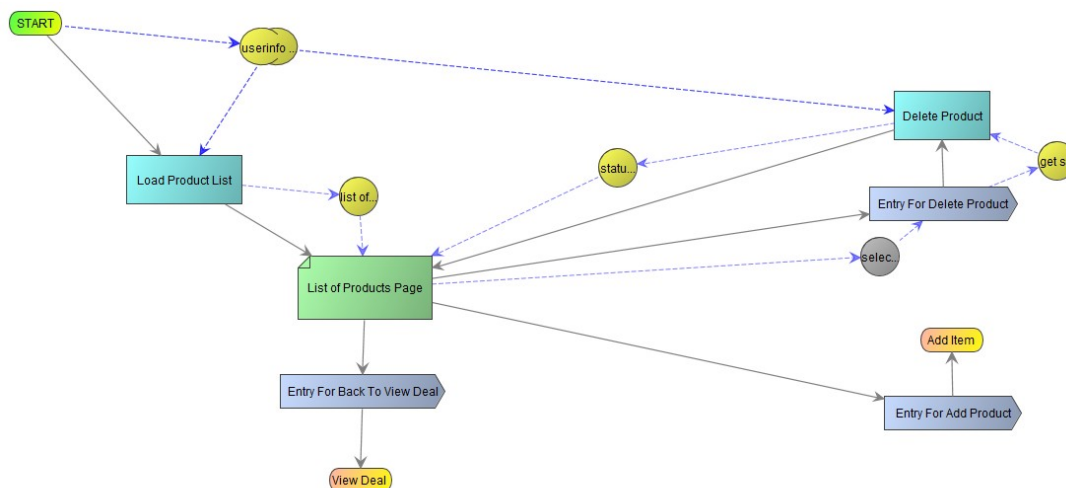 START
userinfo ...
Delete Product
Load Product List
statu...
get s
list of...
Entry For Delete Product
selec...
List of Products Page
Add Item
Entry For Back To View Deal
Entry For Add Product
View Deal